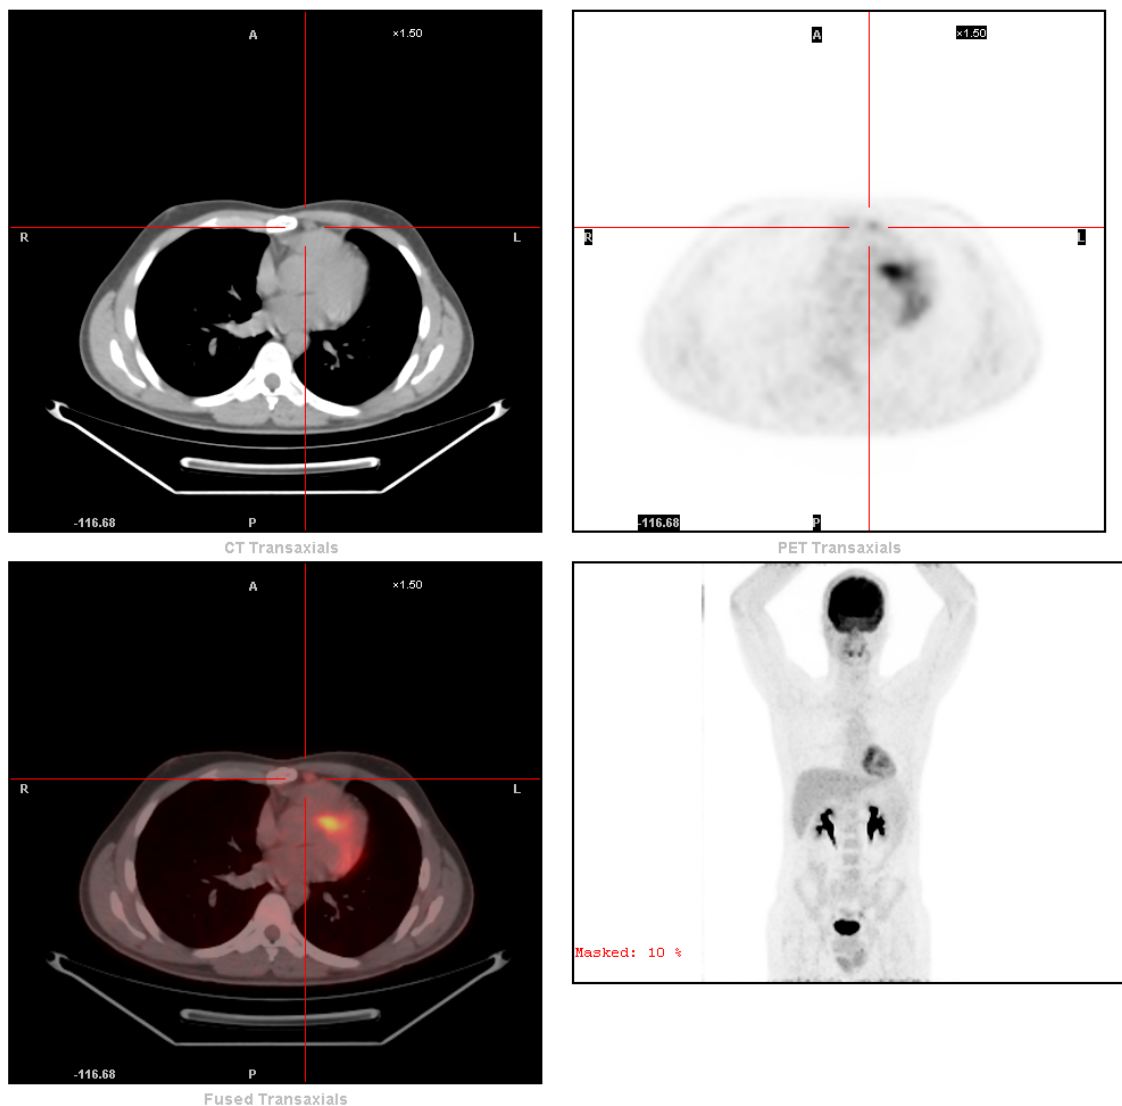 A
×1.50
R
L
-116.68
P
CT Transaxials
A
×1.50
R
L
-116.68
P
PET Transaxials
A
×1.50
R
L
-116.68
P
Fused Transaxials
Masked: 10 %